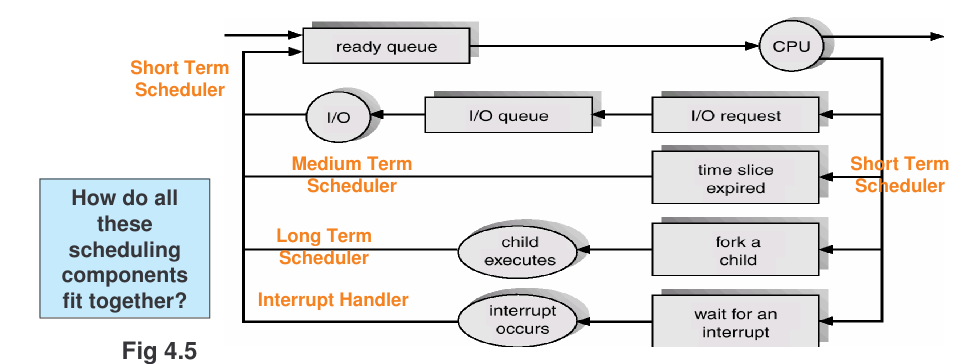 ready queue
CPU
Short Term
Scheduler
I/O
I/O queue
I/O request
Medium Term
Scheduler
time slice
expired
Short Term
Scheduler
How do all
these
scheduling
components
fit together?
Long Term
Scheduler
child
executes
fork a
child
Interrupt Handler
interrupt
occurs
wait for an
interrupt
Fig 4.5